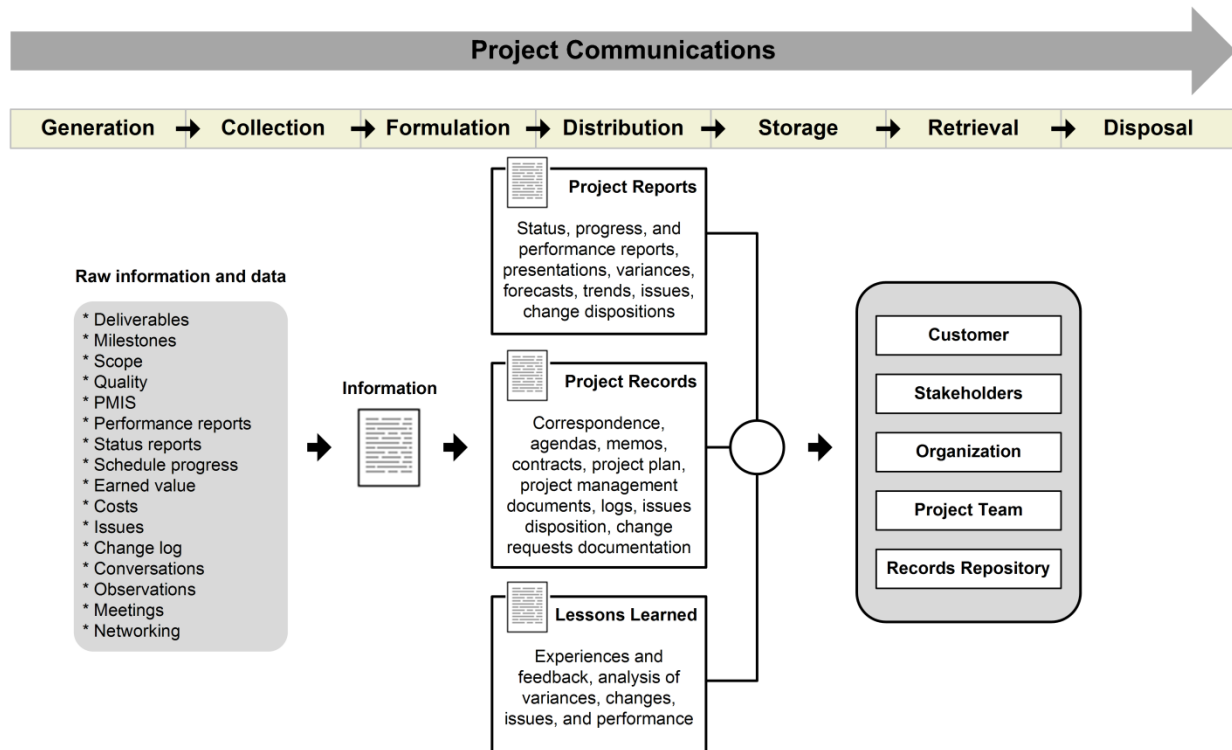 Project Communications
Generation
Collection
Formulation
Distribution
Storage
Retrieval
Disposal
Raw information and data
* Deliverables
* Milestones
* Scope
* Quality
* PMIS
* Performance reports
* Status reports
* Schedule progress
* Earned value
* Costs
* Issues
* Change log
* Conversations
* Observations
* Meetings
* Networking
Information
Project Reports
Status, progress, and
performance reports,
presentations, variances,
forecasts, trends, issues,
change dispositions
Project Records
Correspondence,
agendas, memos,
contracts, project plan,
project management
documents, logs, issues
disposition, change
requests documentation
Lessons Learned
Experiences and
feedback, analysis of
variances, changes,
issues, and performance
Customer
Stakeholders
Organization
Project Team
Records Repository